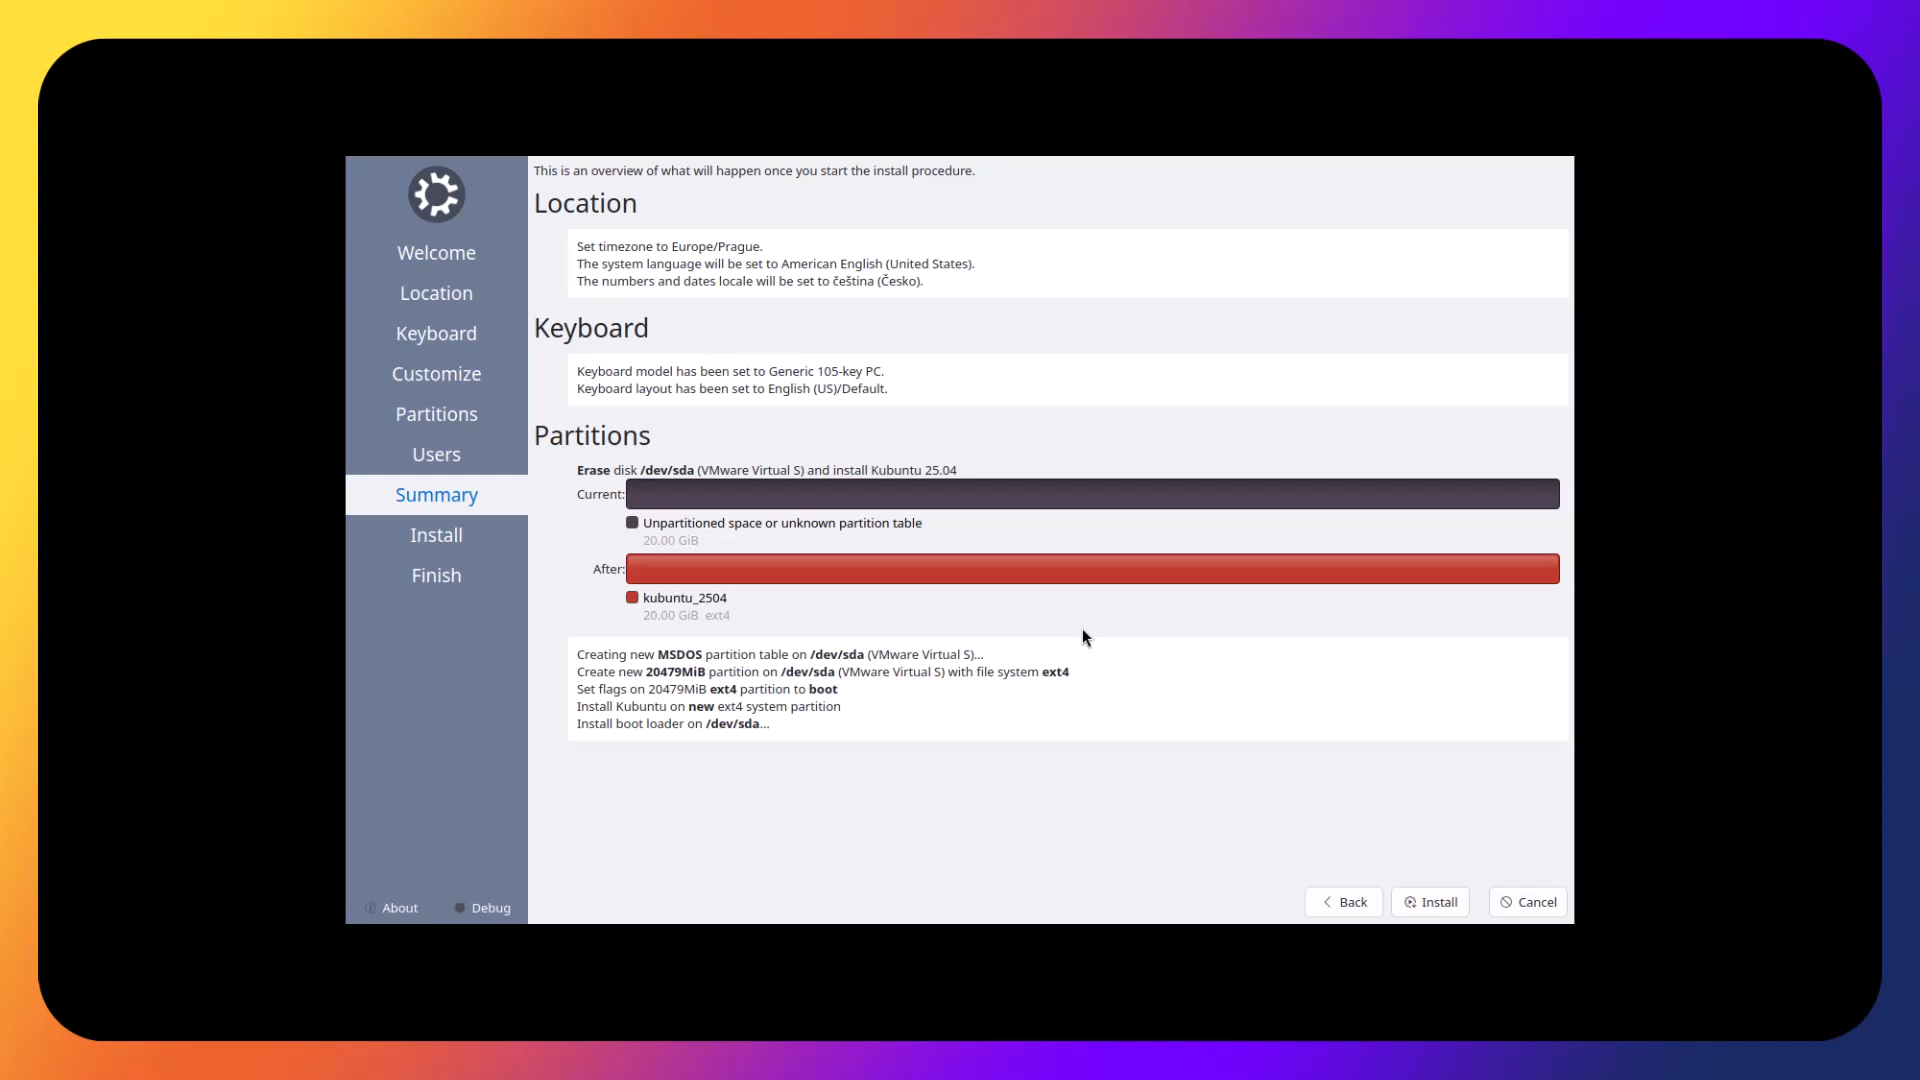 This is an overview of what will happen once you start the install procedure.
Welcome
Location
Keyboard
Customize
Partitions
Users
Summary
Install
Finish
About
Debug
Location
Set timezone to Europe/Prague.
The system language will be set to American English (United States).
The numbers and dates locale will be set to čeština (Česko).
Keyboard
Keyboard model has been set to Generic 105-key PC.
Keyboard layout has been set to English (US)/Default.
Partitions
Erase disk /dev/sda (VMware Virtual S) and install Kubuntu 25.04
Current:
Unpartitioned space or unknown partition table
20.00 GiB
After:
kubuntu_2504
20.00 GiB ext4
Creating new MSDOS partition table on /dev/sda (VMware Virtual S)...
Create new 20479MiB partition on /dev/sda (VMware Virtual S) with file system ext4
Set flags on 20479MiB ext4 partition to boot
Install Kubuntu on new ext4 system partition
Install boot loader on /dev/sda...
Back
Install
Cancel